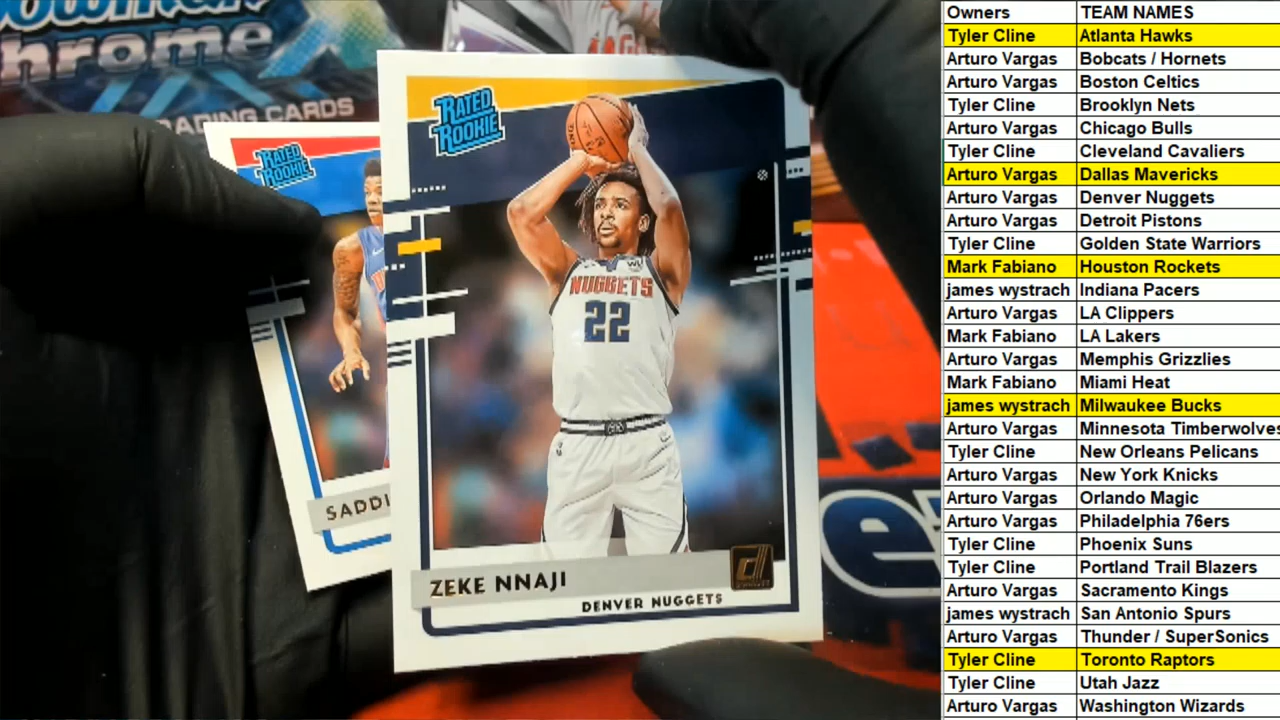 Chrome
TRADING CARDS
RATED
ROOKIE
SADDI
RATED
ROOKIE
NUGGETS
22
ZEKE NNAJI
DENVER NUGGETS
Owners TEAM NAMES
Tyler Cline Atlanta Hawks
Arturo Vargas Bobcats / Hornets
Arturo Vargas Boston Celtics
Tyler Cline Brooklyn Nets
Arturo Vargas Chicago Bulls
Tyler Cline Cleveland Cavaliers
Arturo Vargas Dallas Mavericks
Arturo Vargas Denver Nuggets
Arturo Vargas Detroit Pistons
Tyler Cline Golden State Warriors
Mark Fabiano Houston Rockets
james wystrach Indiana Pacers
Arturo Vargas LA Clippers
Mark Fabiano LA Lakers
Arturo Vargas Memphis Grizzlies
Mark Fabiano Miami Heat
james wystrach Milwaukee Bucks
Arturo Vargas Minnesota Timberwolves
Tyler Cline New Orleans Pelicans
Arturo Vargas New York Knicks
Arturo Vargas Orlando Magic
Arturo Vargas Philadelphia 76ers
Tyler Cline Phoenix Suns
Tyler Cline Portland Trail Blazers
Arturo Vargas Sacramento Kings
james wystrach San Antonio Spurs
Arturo Vargas Thunder / SuperSonics
Tyler Cline Toronto Raptors
Tyler Cline Utah Jazz
Arturo Vargas Washington Wizards